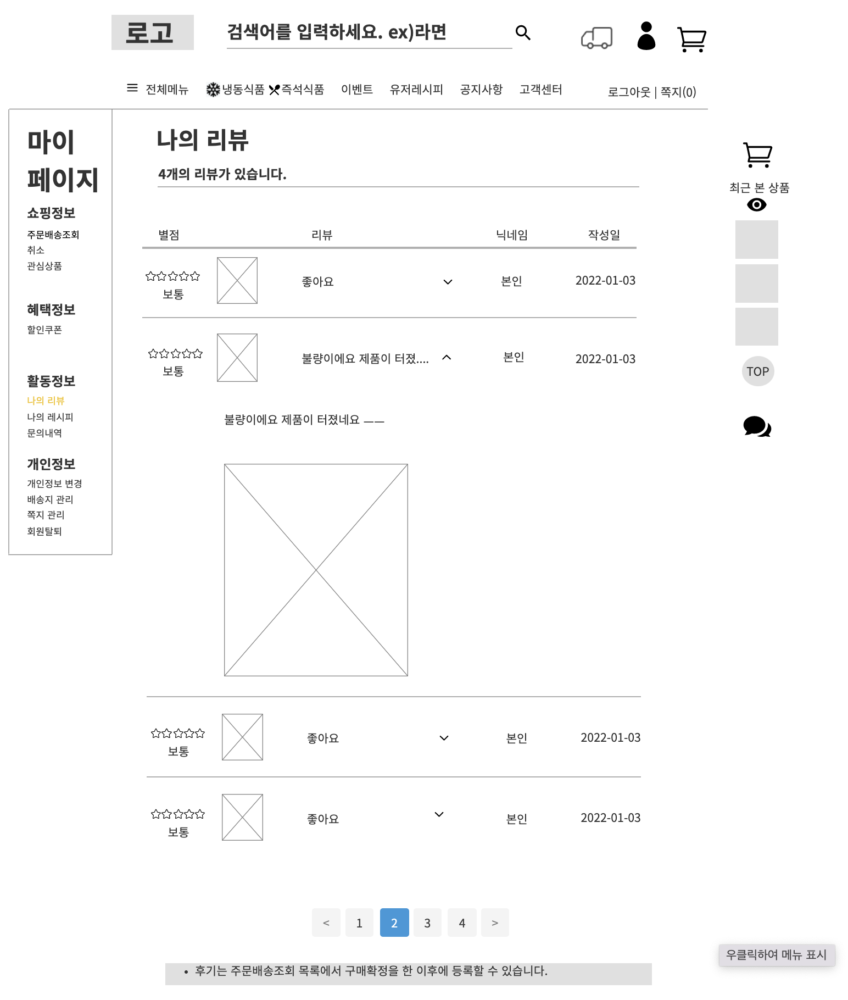 로고
검색어를 입력하세요. ex)라면
전체메뉴 냉동식품 즉석식품 이벤트 유저레시피 공지사항 고객센터
로그아웃 | 쪽지(0)
마이
페이지
쇼핑정보
주문배송조회
취소
관심상품
혜택정보
할인쿠폰
활동정보
나의 리뷰
나의 레시피
문의내역
개인정보
개인정보 변경
배송지 관리
쪽지 관리
회원탈퇴
나의 리뷰
4개의 리뷰가 있습니다.
별점 리뷰 닉네임 작성일
보통 좋아요 본인 2022-01-03
보통 불량이에요 제품이 터졌.... 본인 2022-01-03
불량이에요 제품이 터졌네요 ㅡㅡ
보통 좋아요 본인 2022-01-03
보통 좋아요 본인 2022-01-03
< 1 2 3 4 >
• 후기는 주문배송조회 목록에서 구매확정을 한 이후에 등록할 수 있습니다.
최근 본 상품
TOP
우클릭하여 메뉴 표시